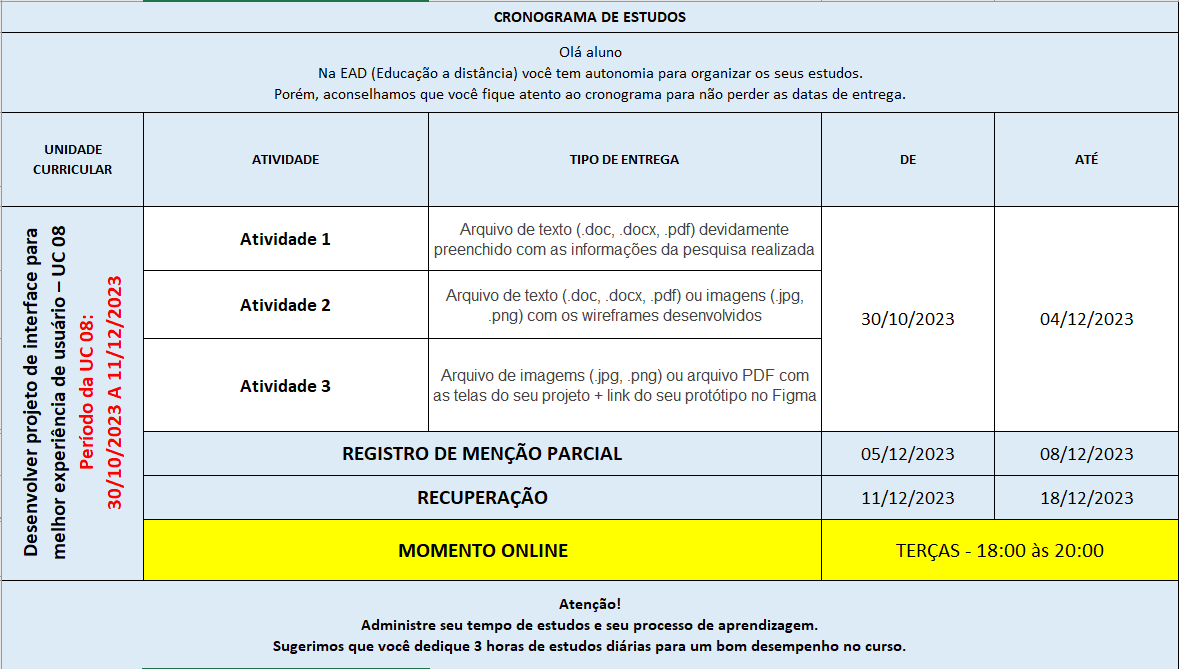 CRONOGRAMA DE ESTUDOS
Olá aluno
Na EAD (Educação a distância) você tem autonomia para organizar os seus estudos.
Porém, aconselhamos que você fique atento ao cronograma para não perder as datas de entrega.
UNIDADE
CURRICULAR
ATIVIDADE
TIPO DE ENTREGA
DE
ATÉ
Desenvolver projeto de interface para
melhor experiência de usuário – UC 08
Período da UC 08:
30/10/2023 A 11/12/2023
Atividade 1
Arquivo de texto (.doc, .docx, .pdf) devidamente
preenchido com as informações da pesquisa realizada
Atividade 2
Arquivo de texto (.doc, .docx, .pdf) ou imagens (.jpg,
.png) com os wireframes desenvolvidos
Atividade 3
Arquivo de imagems (.jpg, .png) ou arquivo PDF com
as telas do seu projeto + link do seu protótipo no Figma
30/10/2023
04/12/2023
REGISTRO DE MENÇÃO PARCIAL
05/12/2023
08/12/2023
RECUPERAÇÃO
11/12/2023
18/12/2023
MOMENTO ONLINE
TERÇAS - 18:00 às 20:00
Atenção!
Administre seu tempo de estudos e seu processo de aprendizagem.
Sugerimos que você dedique 3 horas de estudos diárias para um bom desempenho no curso.